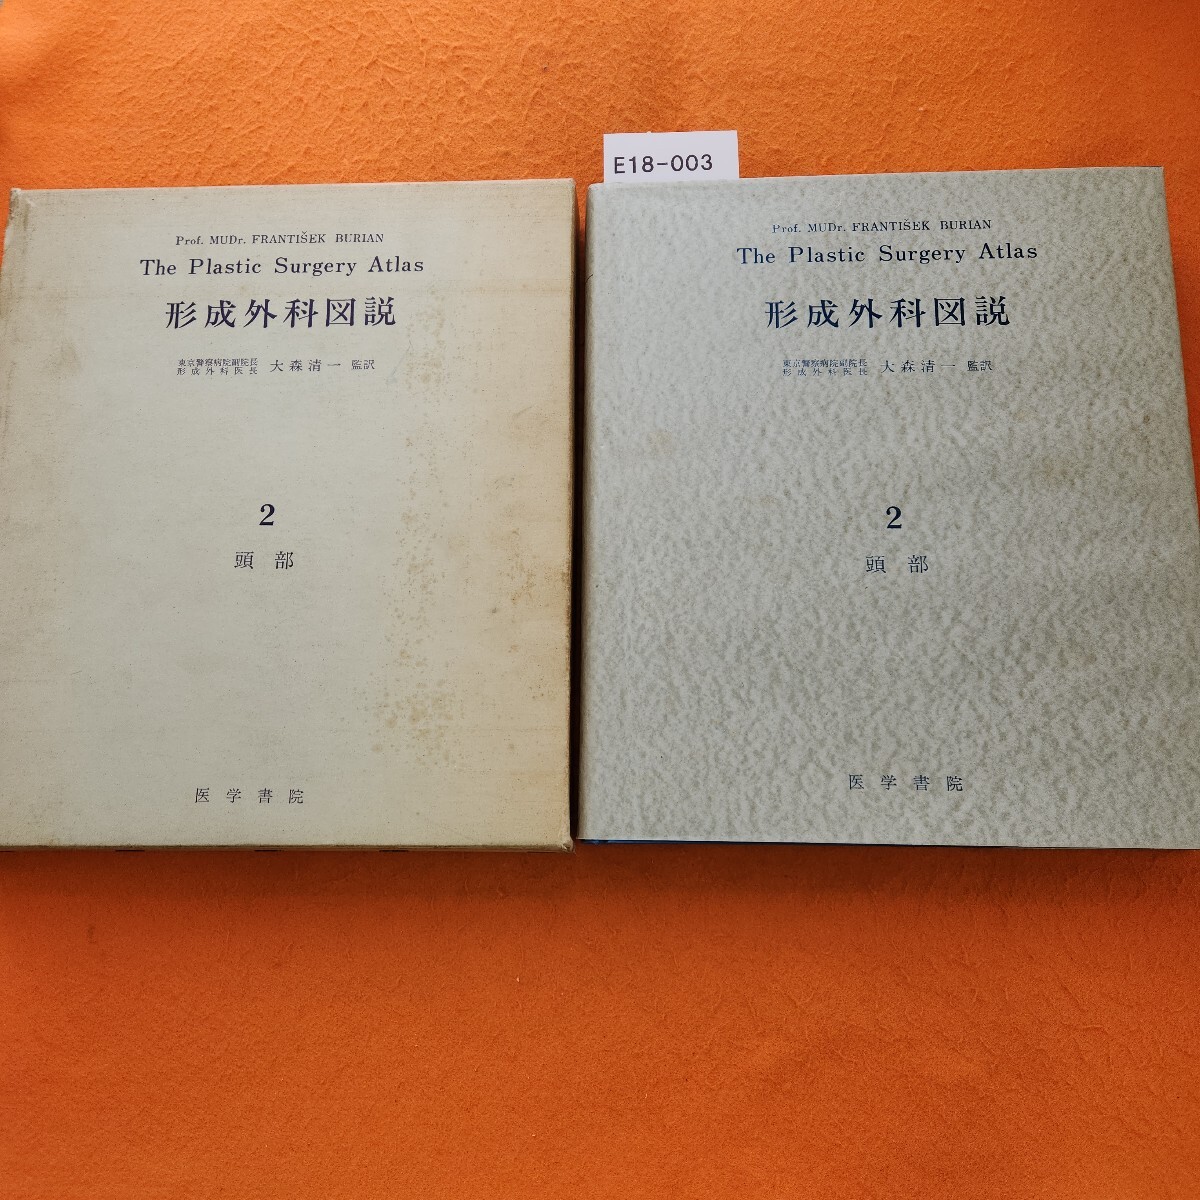 Prof. MUDr. FRANTIŠEK BURIAN
The Plastic Surgery Atlas
形成外科図説
東京警察病院副院長
形成外科医長
大森清一 監訳
2
頭部
医学書院
E18-003
Prof. MUDr. FRANTIŠEK BURIAN
The Plastic Surgery Atlas
形成外科図説
東京警察病院副院長
形成外科医長
大森清一 監訳
2
頭部
医学書院